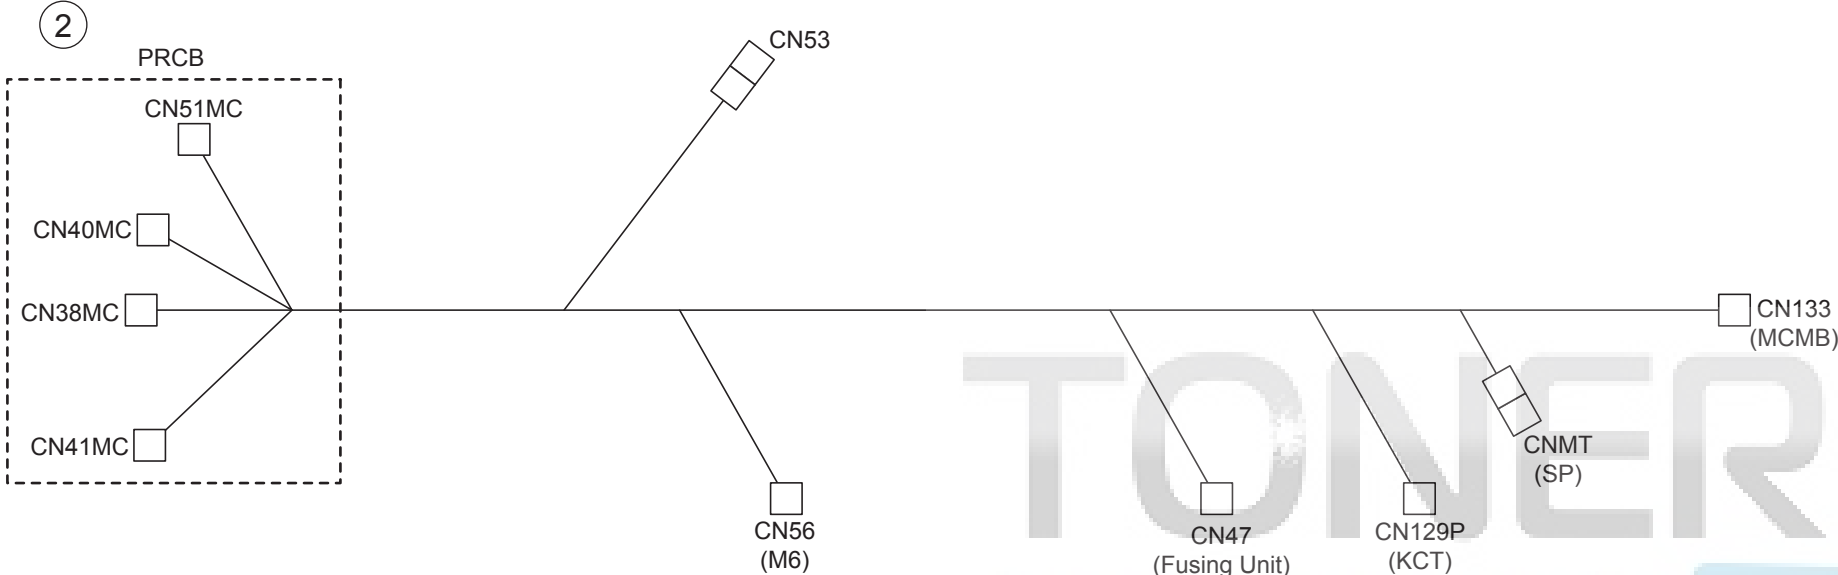 2
PRCB
CN53
CN51MC
CN40MC
CN38MC
CN41MC
CN133
(MCMB)
CNMT
(SP)
CN56
(M6)
CN47
(Fusing Unit)
CN129P
(KCT)
TONER